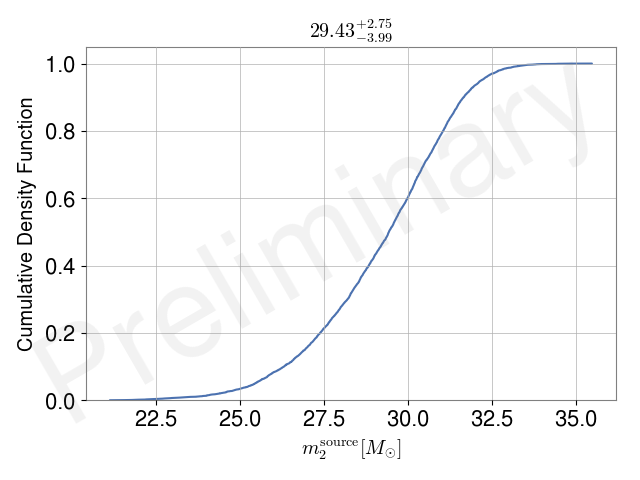 29.43^{+2.75}_{-3.99}
Cumulative Density Function
1.0
0.8
0.6
0.4
0.2
0.0
22.5 25.0 27.5 30.0 32.5 35.0
m_2^{source}[M_⊙]
Preliminary